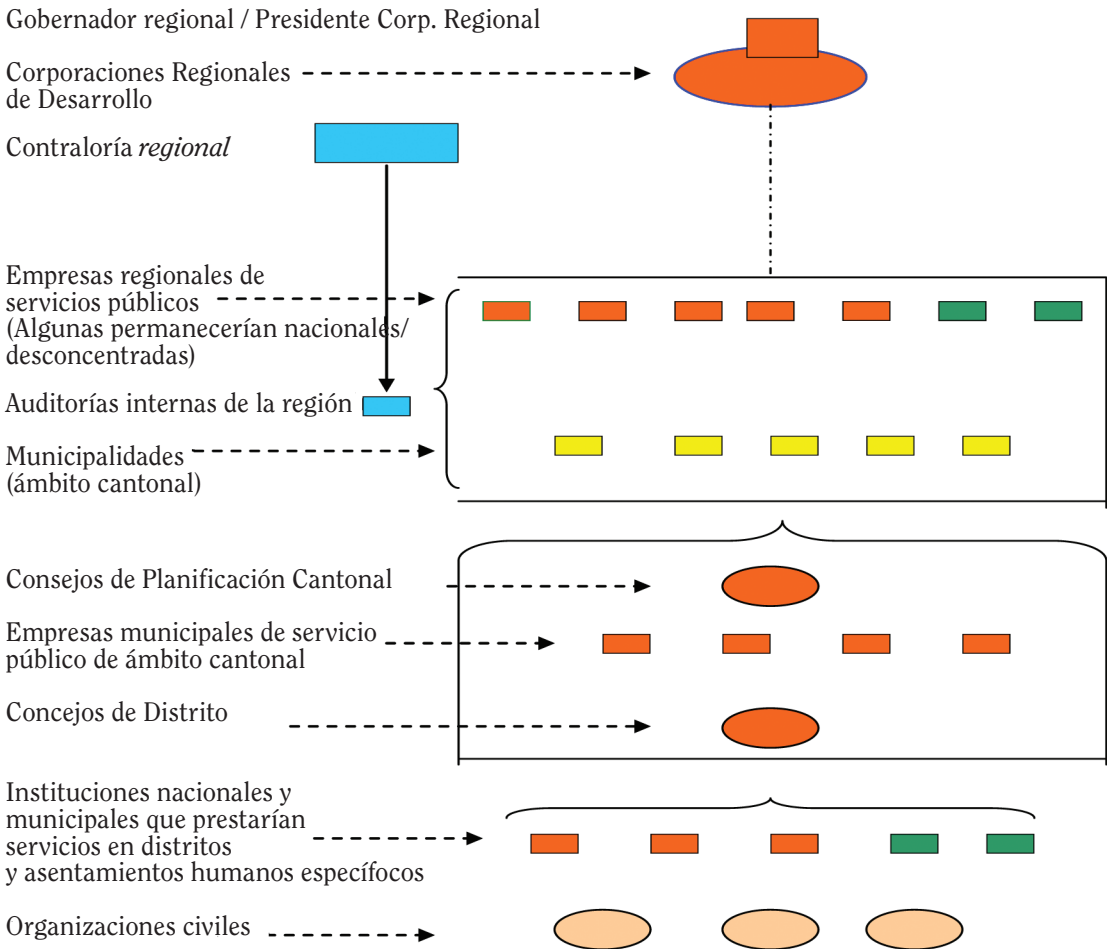 Gobernador regional / Presidente Corp. Regional
Corporaciones Regionales
de Desarrollo
Contraloría regional
Empresas regionales de
servicios públicos
(Algunas permanecerían nacionales/
desconcentradas)
Auditorías internas de la región
Municipalidades
(ámbito cantonal)
Consejos de Planificación Cantonal
Empresas municipales de servicio
público de ámbito cantonal
Concejos de Distrito
Instituciones nacionales y
municipales que prestarían
servicios en distritos
y asentamientos humanos específocos
Organizaciones civiles